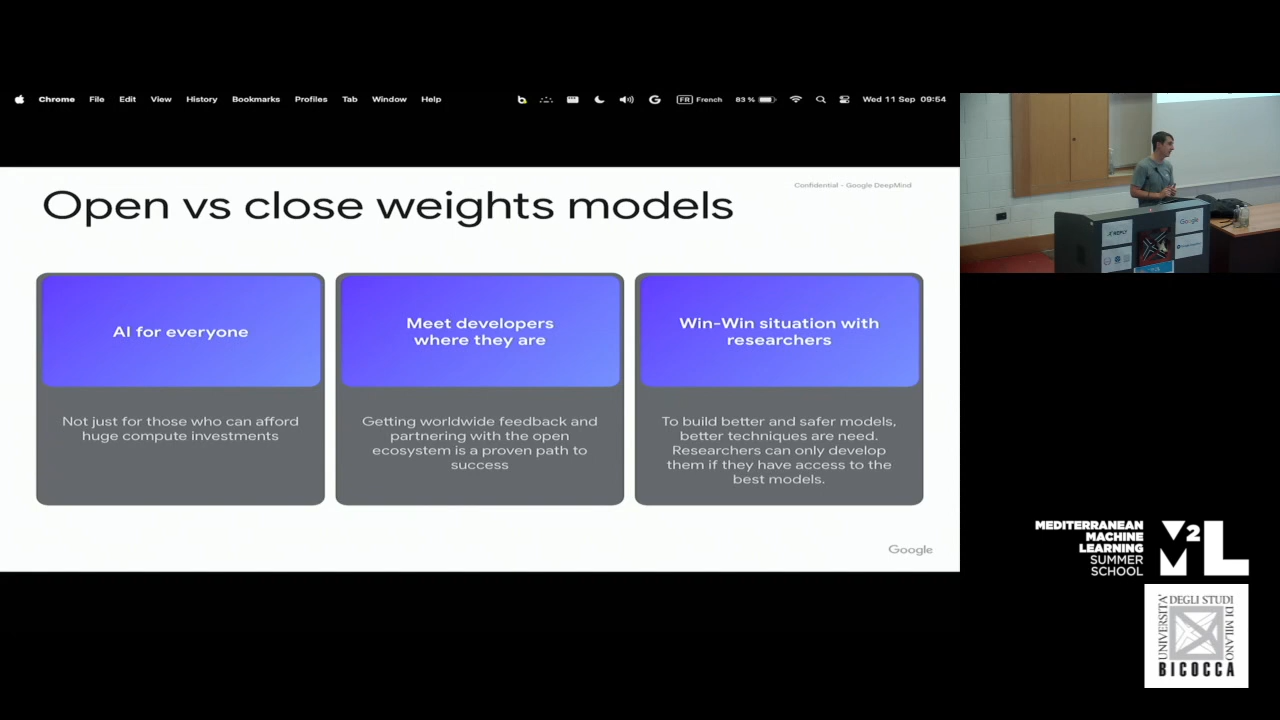 Chrome File Edit View History Bookmarks Profiles Tab Window Help
FR French 83 % Wed 11 Sep 09:54
Confidential - Google DeepMind
Open vs close weights models
AI for everyone
Not just for those who can afford
huge compute investments
Meet developers
where they are
Getting worldwide feedback and
partnering with the open
ecosystem is a proven path to
success
Win-Win situation with
researchers
To build better and safer models,
better techniques are need.
Researchers can only develop
them if they have access to the
best models.
Google
Google
MEDITERRANEAN
MACHINE
LEARNING
SUMMER
SCHOOL
M2L
UNIVERSITÀ
DEGLI STUDI
DI MILANO
BICOCCA